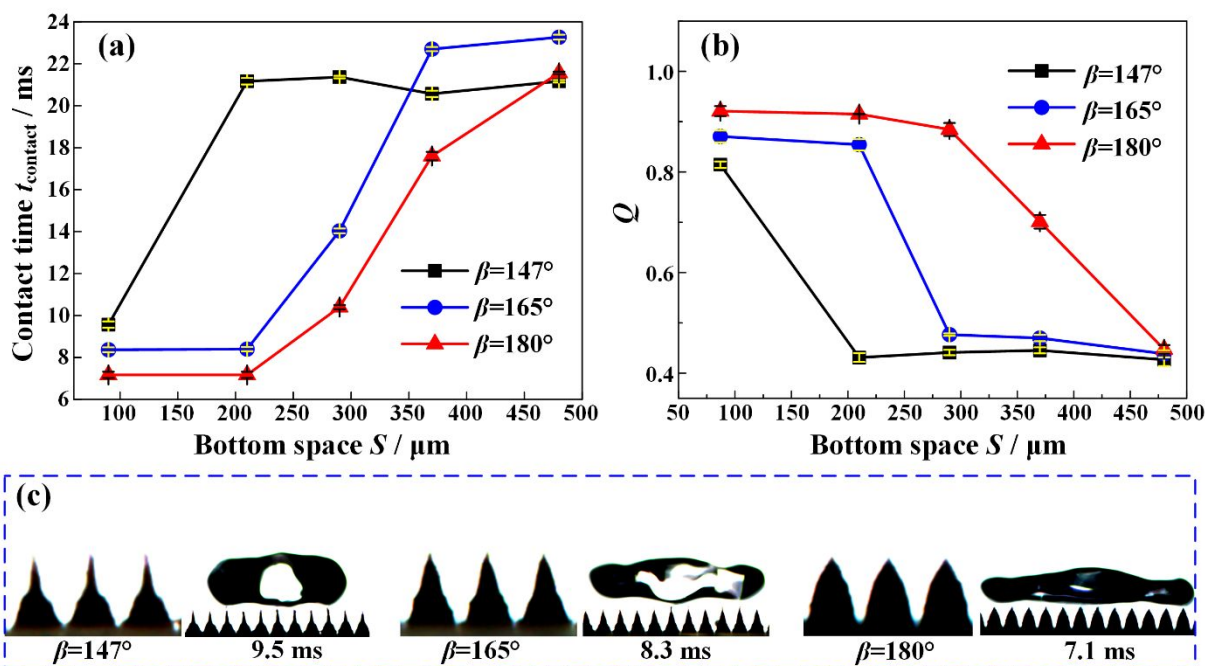 (a)
Contact time t_contact / ms
24
22
20
18
16
14
12
10
8
6
β=147°
β=165°
β=180°
100 150 200 250 300 350 400 450 500
Bottom space S / μm
(b)
Q
1.0
0.8
0.6
0.4
β=147°
β=165°
β=180°
50 100 150 200 250 300 350 400 450 500
Bottom space S / μm
(c)
β=147° 9.5 ms β=165° 8.3 ms β=180° 7.1 ms